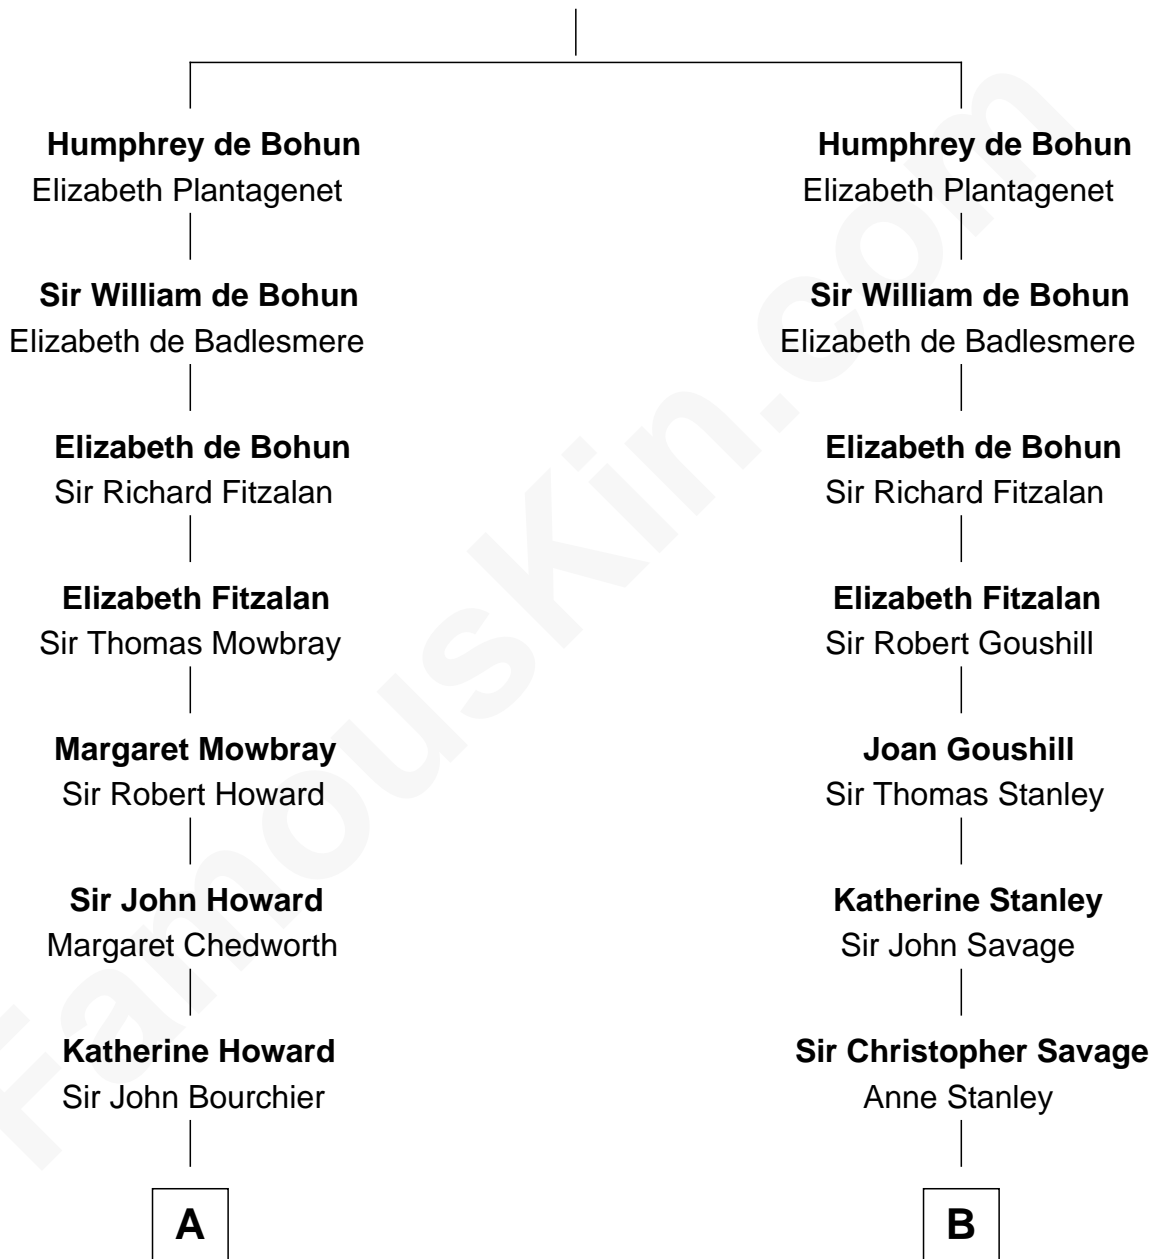 Humphrey de Bohun
Elizabeth Plantagenet
Sir William de Bohun
Elizabeth de Badlesmere
Elizabeth de Bohun
Sir Richard Fitzalan
Elizabeth Fitzalan
Sir Thomas Mowbray
Margaret Mowbray
Sir Robert Howard
Sir John Howard
Margaret Chedworth
Katherine Howard
Sir John Bourchier
A
Humphrey de Bohun
Elizabeth Plantagenet
Sir William de Bohun
Elizabeth de Badlesmere
Elizabeth de Bohun
Sir Richard Fitzalan
Elizabeth Fitzalan
Sir Robert Goushill
Joan Goushill
Sir Thomas Stanley
Katherine Stanley
Sir John Savage
Sir Christopher Savage
Anne Stanley
B
FamousKin.com